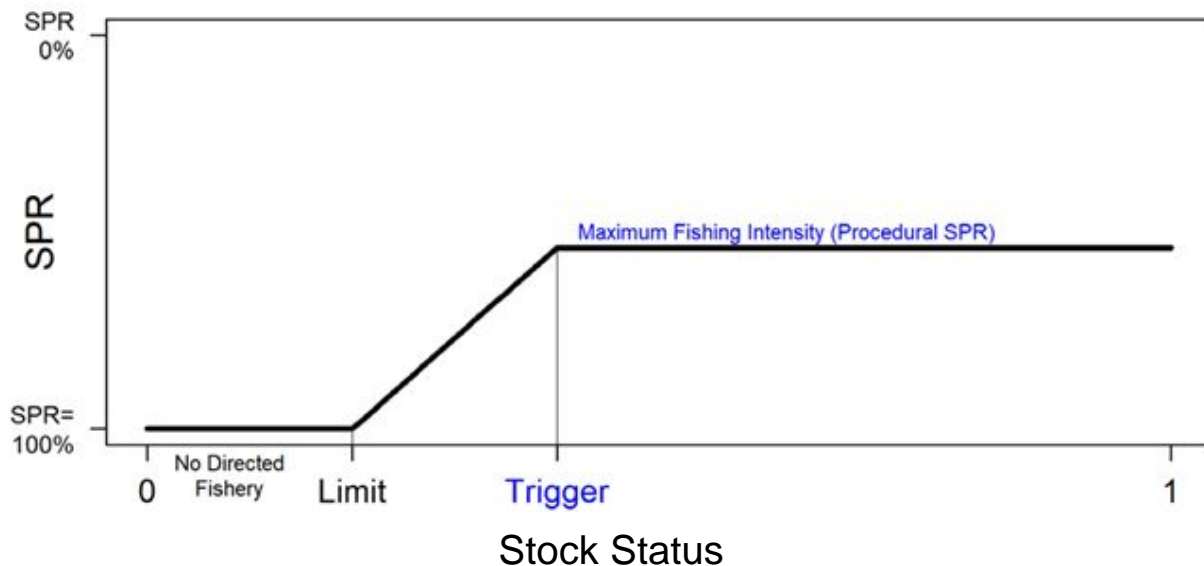 SPR
0%
SPR
Maximum Fishing Intensity (Procedural SPR)
SPR=
100%
No Directed
Fishery
0
Limit
Trigger
1
Stock Status